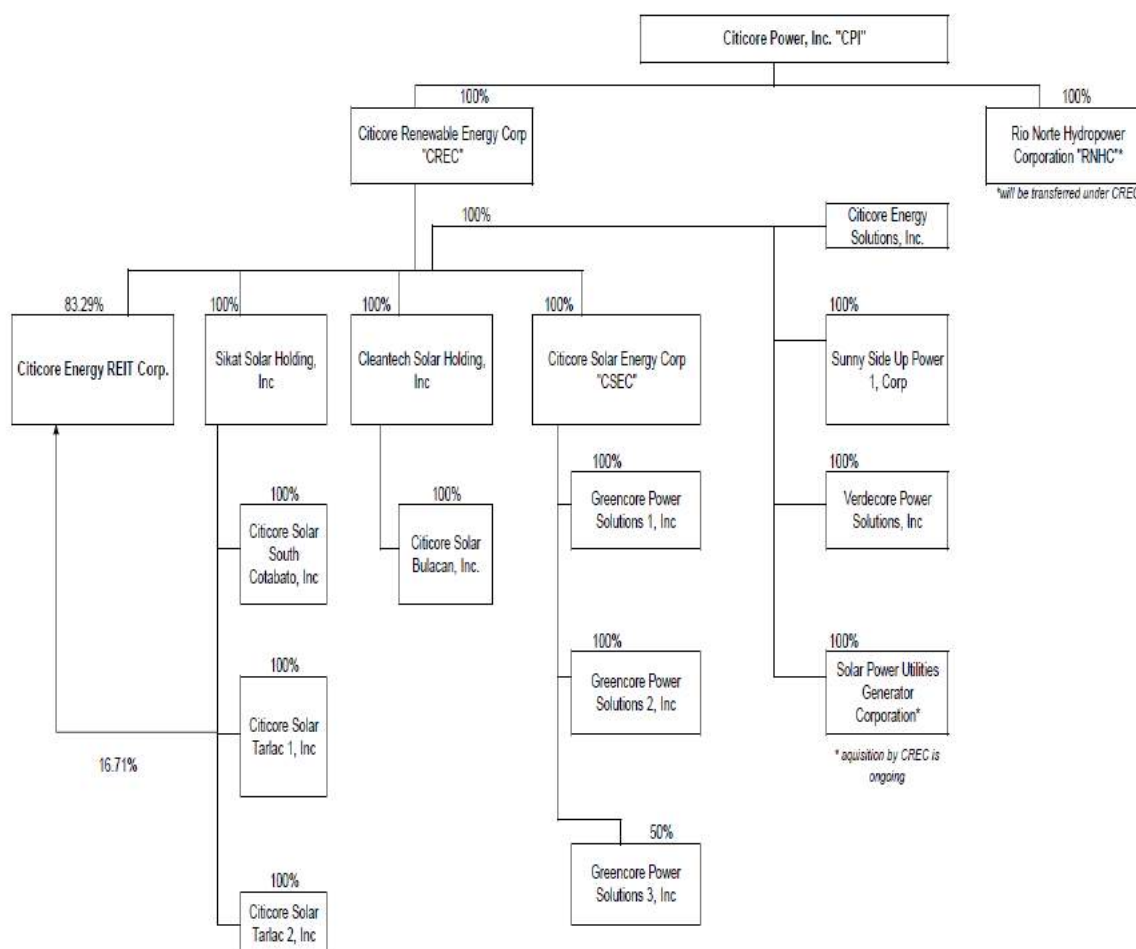 Citicore Power, Inc. "CPI"
100%
100%
Citicore Renewable Energy Corp
"CREC"
Rio Norte Hydropower
Corporation "RNHC"*
*will be transferred under CREC
100%
Citicore Energy
Solutions, Inc.
83.29%
100%
100%
100%
100%
Citicore Energy REIT Corp.
Sikat Solar Holding,
Inc
Cleantech Solar Holding,
Inc
Citicore Solar Energy Corp
"CSEC"
Sunny Side Up Power
1, Corp
100%
100%
100%
100%
Citicore Solar
South
Cotabato, Inc
Citicore Solar
Bulacan, Inc.
Greencore Power
Solutions 1, Inc
Verdecore Power
Solutions, Inc
100%
100%
100%
Citicore Solar
Tarlac 1, Inc
Greencore Power
Solutions 2, Inc
Solar Power Utilities
Generator
Corporation*
* aquisition by CREC is
ongoing
16.71%
50%
Greencore Power
Solutions 3, Inc
100%
Citicore Solar
Tarlac 2, Inc